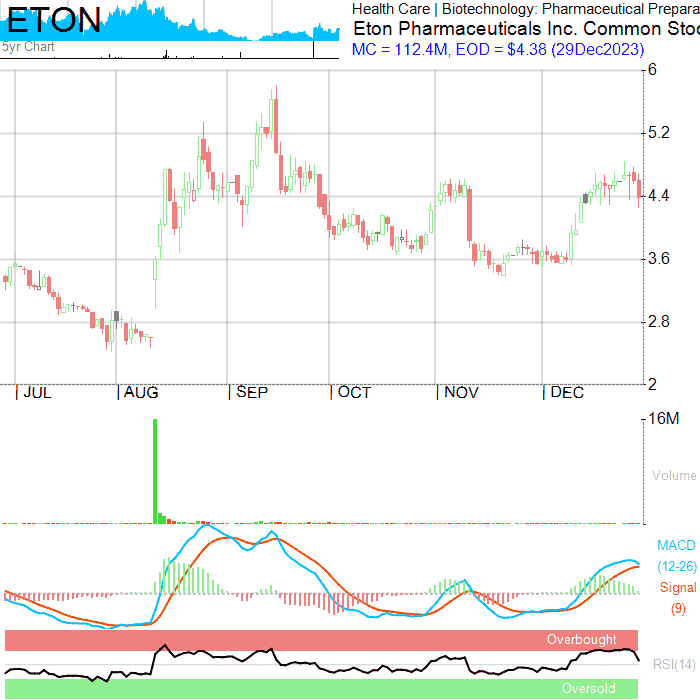 ETON
5yr Chart
Health Care | Biotechnology: Pharmaceutical Prepara
Eton Pharmaceuticals Inc. Common Stoc
MC = 112.4M, EOD = $4.38 (29Dec2023)
6
5.2
4.4
3.6
2.8
2
JUL AUG SEP OCT NOV DEC
16M
Volume
MACD
(12-26)
Signal
(9)
Overbought
RSI(14)
Oversold